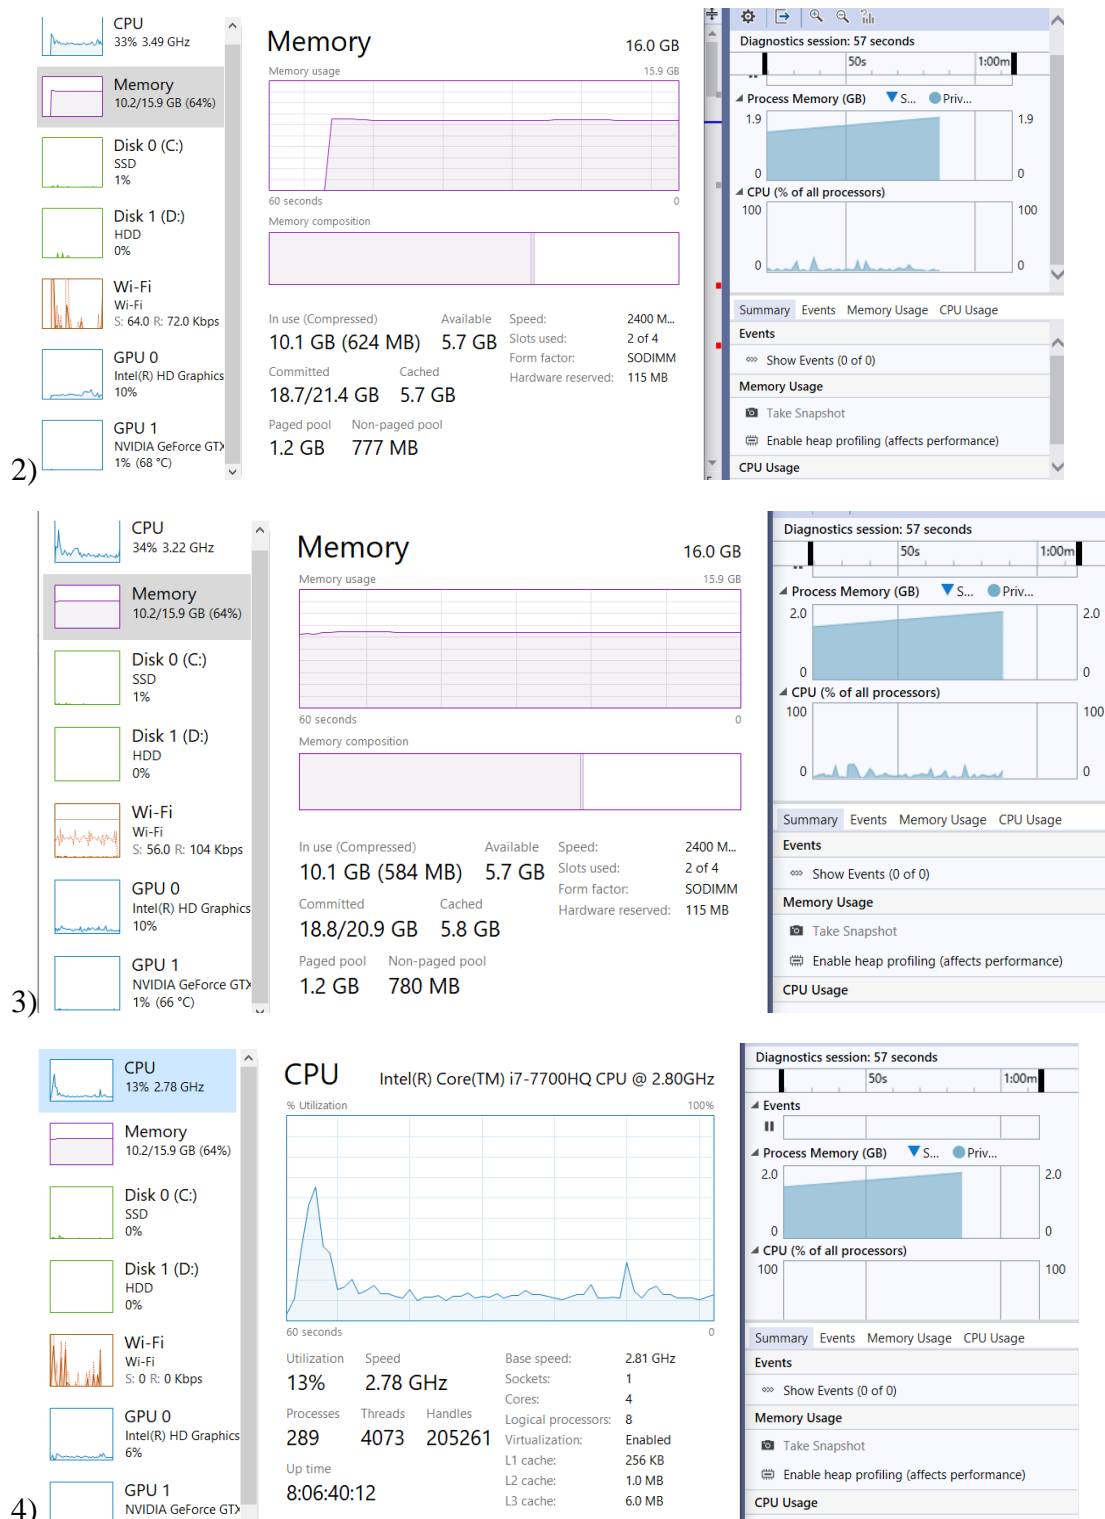 2)
CPU
33% 3.49 GHz
Memory
10.2/15.9 GB (64%)
Disk 0 (C:)
SSD
1%
Disk 1 (D:)
HDD
0%
Wi-Fi
Wi-Fi
S: 64.0 R: 72.0 Kbps
GPU 0
Intel(R) HD Graphics
10%
GPU 1
NVIDIA GeForce GTX
1% (68 °C)
Memory 16.0 GB
Memory usage 15.9 GB
60 seconds 0
Memory composition
In use (Compressed) Available
10.1 GB (624 MB) 5.7 GB
Committed Cached
18.7/21.4 GB 5.7 GB
Paged pool Non-paged pool
1.2 GB 777 MB
Speed: 2400 M...
Slots used: 2 of 4
Form factor: SODIMM
Hardware reserved: 115 MB
Diagnostics session: 57 seconds
50s 1:00m
Process Memory (GB) S... Priv...
1.9 1.9
0 0
CPU (% of all processors)
100 100
0 0
Summary Events Memory Usage CPU Usage
Events
Show Events (0 of 0)
Memory Usage
Take Snapshot
Enable heap profiling (affects performance)
CPU Usage
3)
CPU
34% 3.22 GHz
Memory
10.2/15.9 GB (64%)
Disk 0 (C:)
SSD
1%
Disk 1 (D:)
HDD
0%
Wi-Fi
Wi-Fi
S: 56.0 R: 104 Kbps
GPU 0
Intel(R) HD Graphics
10%
GPU 1
NVIDIA GeForce GTX
1% (66 °C)
Memory 16.0 GB
Memory usage 15.9 GB
60 seconds 0
Memory composition
In use (Compressed) Available
10.1 GB (584 MB) 5.7 GB
Committed Cached
18.8/20.9 GB 5.8 GB
Paged pool Non-paged pool
1.2 GB 780 MB
Speed: 2400 M...
Slots used: 2 of 4
Form factor: SODIMM
Hardware reserved: 115 MB
Diagnostics session: 57 seconds
50s 1:00m
Process Memory (GB) S... Priv...
2.0 2.0
0 0
CPU (% of all processors)
100 100
0 0
Summary Events Memory Usage CPU Usage
Events
Show Events (0 of 0)
Memory Usage
Take Snapshot
Enable heap profiling (affects performance)
CPU Usage
4)
CPU
13% 2.78 GHz
Memory
10.2/15.9 GB (64%)
Disk 0 (C:)
SSD
0%
Disk 1 (D:)
HDD
0%
Wi-Fi
Wi-Fi
S: 0 R: 0 Kbps
GPU 0
Intel(R) HD Graphics
6%
GPU 1
NVIDIA GeForce GTX
CPU Intel(R) Core(TM) i7-7700HQ CPU @ 2.80GHz
% Utilization 100%
60 seconds 0
Utilization Speed
13% 2.78 GHz
Processes Threads Handles
289 4073 205261
Up time
8:06:40:12
Base speed: 2.81 GHz
Sockets: 1
Cores: 4
Logical processors: 8
Virtualization: Enabled
L1 cache: 256 KB
L2 cache: 1.0 MB
L3 cache: 6.0 MB
Diagnostics session: 57 seconds
50s 1:00m
Events
Process Memory (GB) S... Priv...
2.0 2.0
0 0
CPU (% of all processors)
100 100
Summary Events Memory Usage CPU Usage
Events
Show Events (0 of 0)
Memory Usage
Take Snapshot
Enable heap profiling (affects performance)
CPU Usage